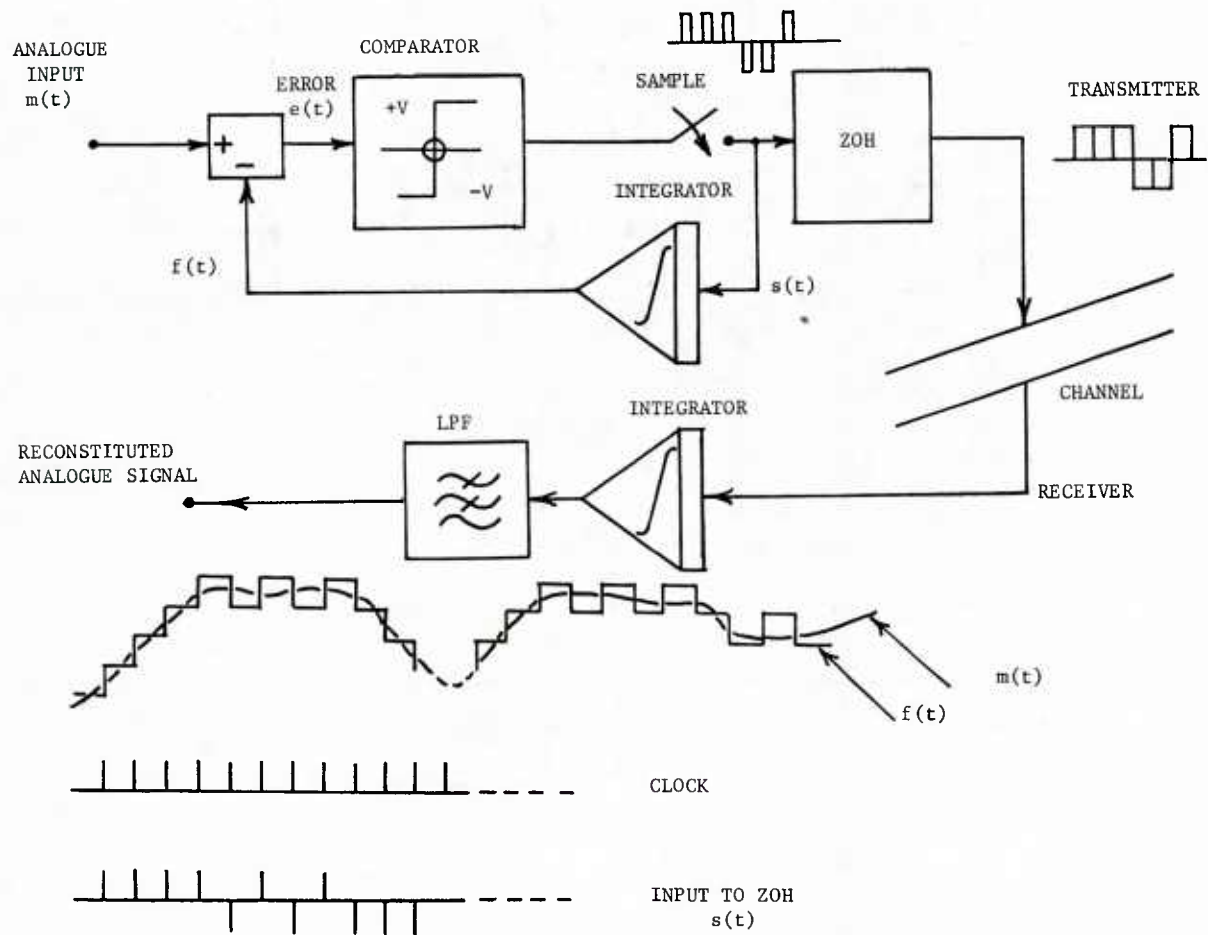 ANALOGUE
INPUT
m(t)
ERROR
e(t)
COMPARATOR
+V
-V
+
-
SAMPLE
ZOH
TRANSMITTER
INTEGRATOR
f(t)
s(t)
CHANNEL
INTEGRATOR
LPF
RECONSTITUTED
ANALOGUE SIGNAL
RECEIVER
m(t)
f(t)
CLOCK
INPUT TO ZOH
s(t)